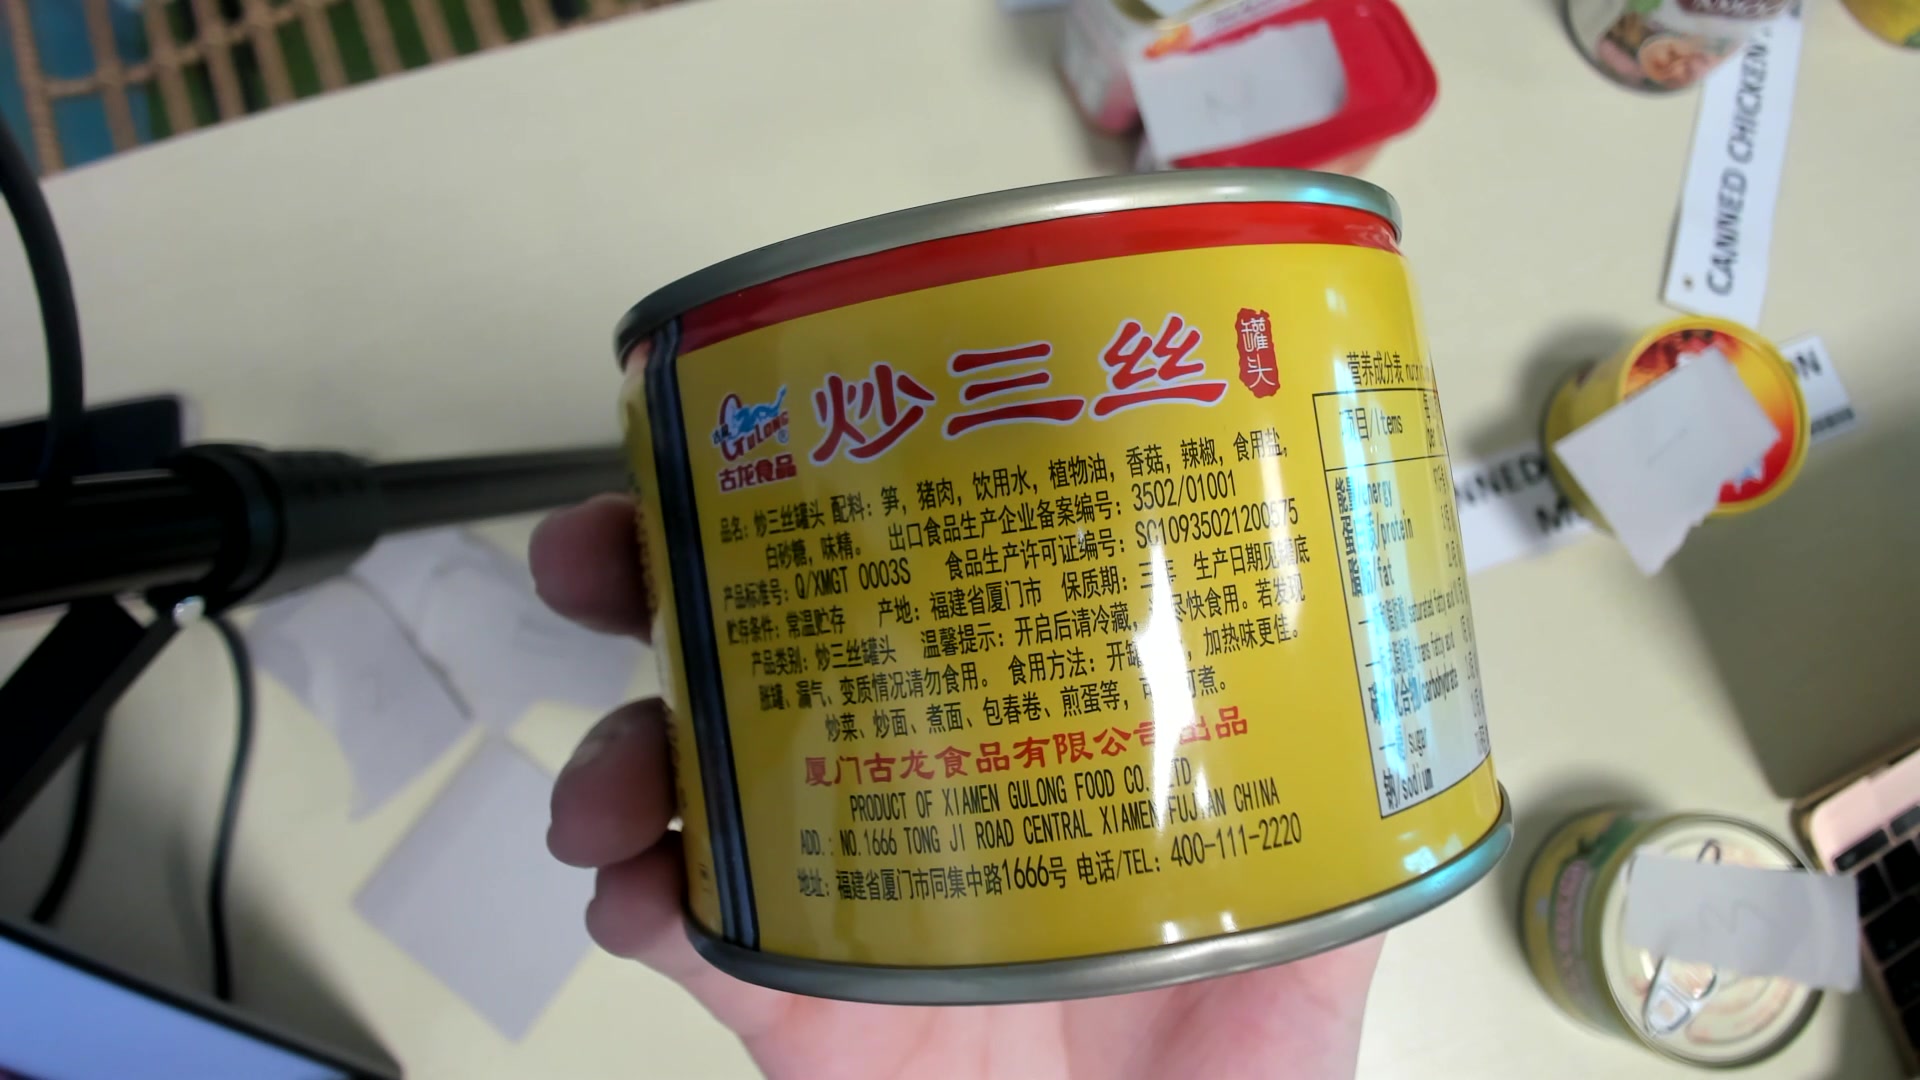 炒三丝
罐头
GULONG
古龙食品
品名：炒三丝罐头 配料：笋，猪肉，饮用水，植物油，香菇，辣椒，食用盐，
白砂糖，味精。 出口食品生产企业备案编号：3502/01001
产品标准号：Q/XMGT 0003S 食品生产许可证编号：SC10935021200575
贮存条件：常温贮存 产地：福建省厦门市 保质期：三年 生产日期见罐底
产品类别：炒三丝罐头 温馨提示：开启后请冷藏，尽快食用。若发现
胀罐、漏气、变质情况请勿食用。 食用方法：开罐，加热味更佳。
炒菜、炒面、煮面、包春卷、煎蛋等，可煮。
厦门古龙食品有限公司出品
PRODUCT OF XIAMEN GULONG FOOD CO. LTD.
ADD.: NO.1666 TONG JI ROAD CENTRAL XIAMEN FUJIAN CHINA
地址：福建省厦门市同集中路1666号 电话/TEL：400-111-2220
营养成分表
项目/Items
能量/energy
蛋白质/protein
脂肪/fat
saturated fatty acid
trans fatty acid
碳水化合物/carbohydrate
sugar
钠/sodium
CANNED CHICKEN